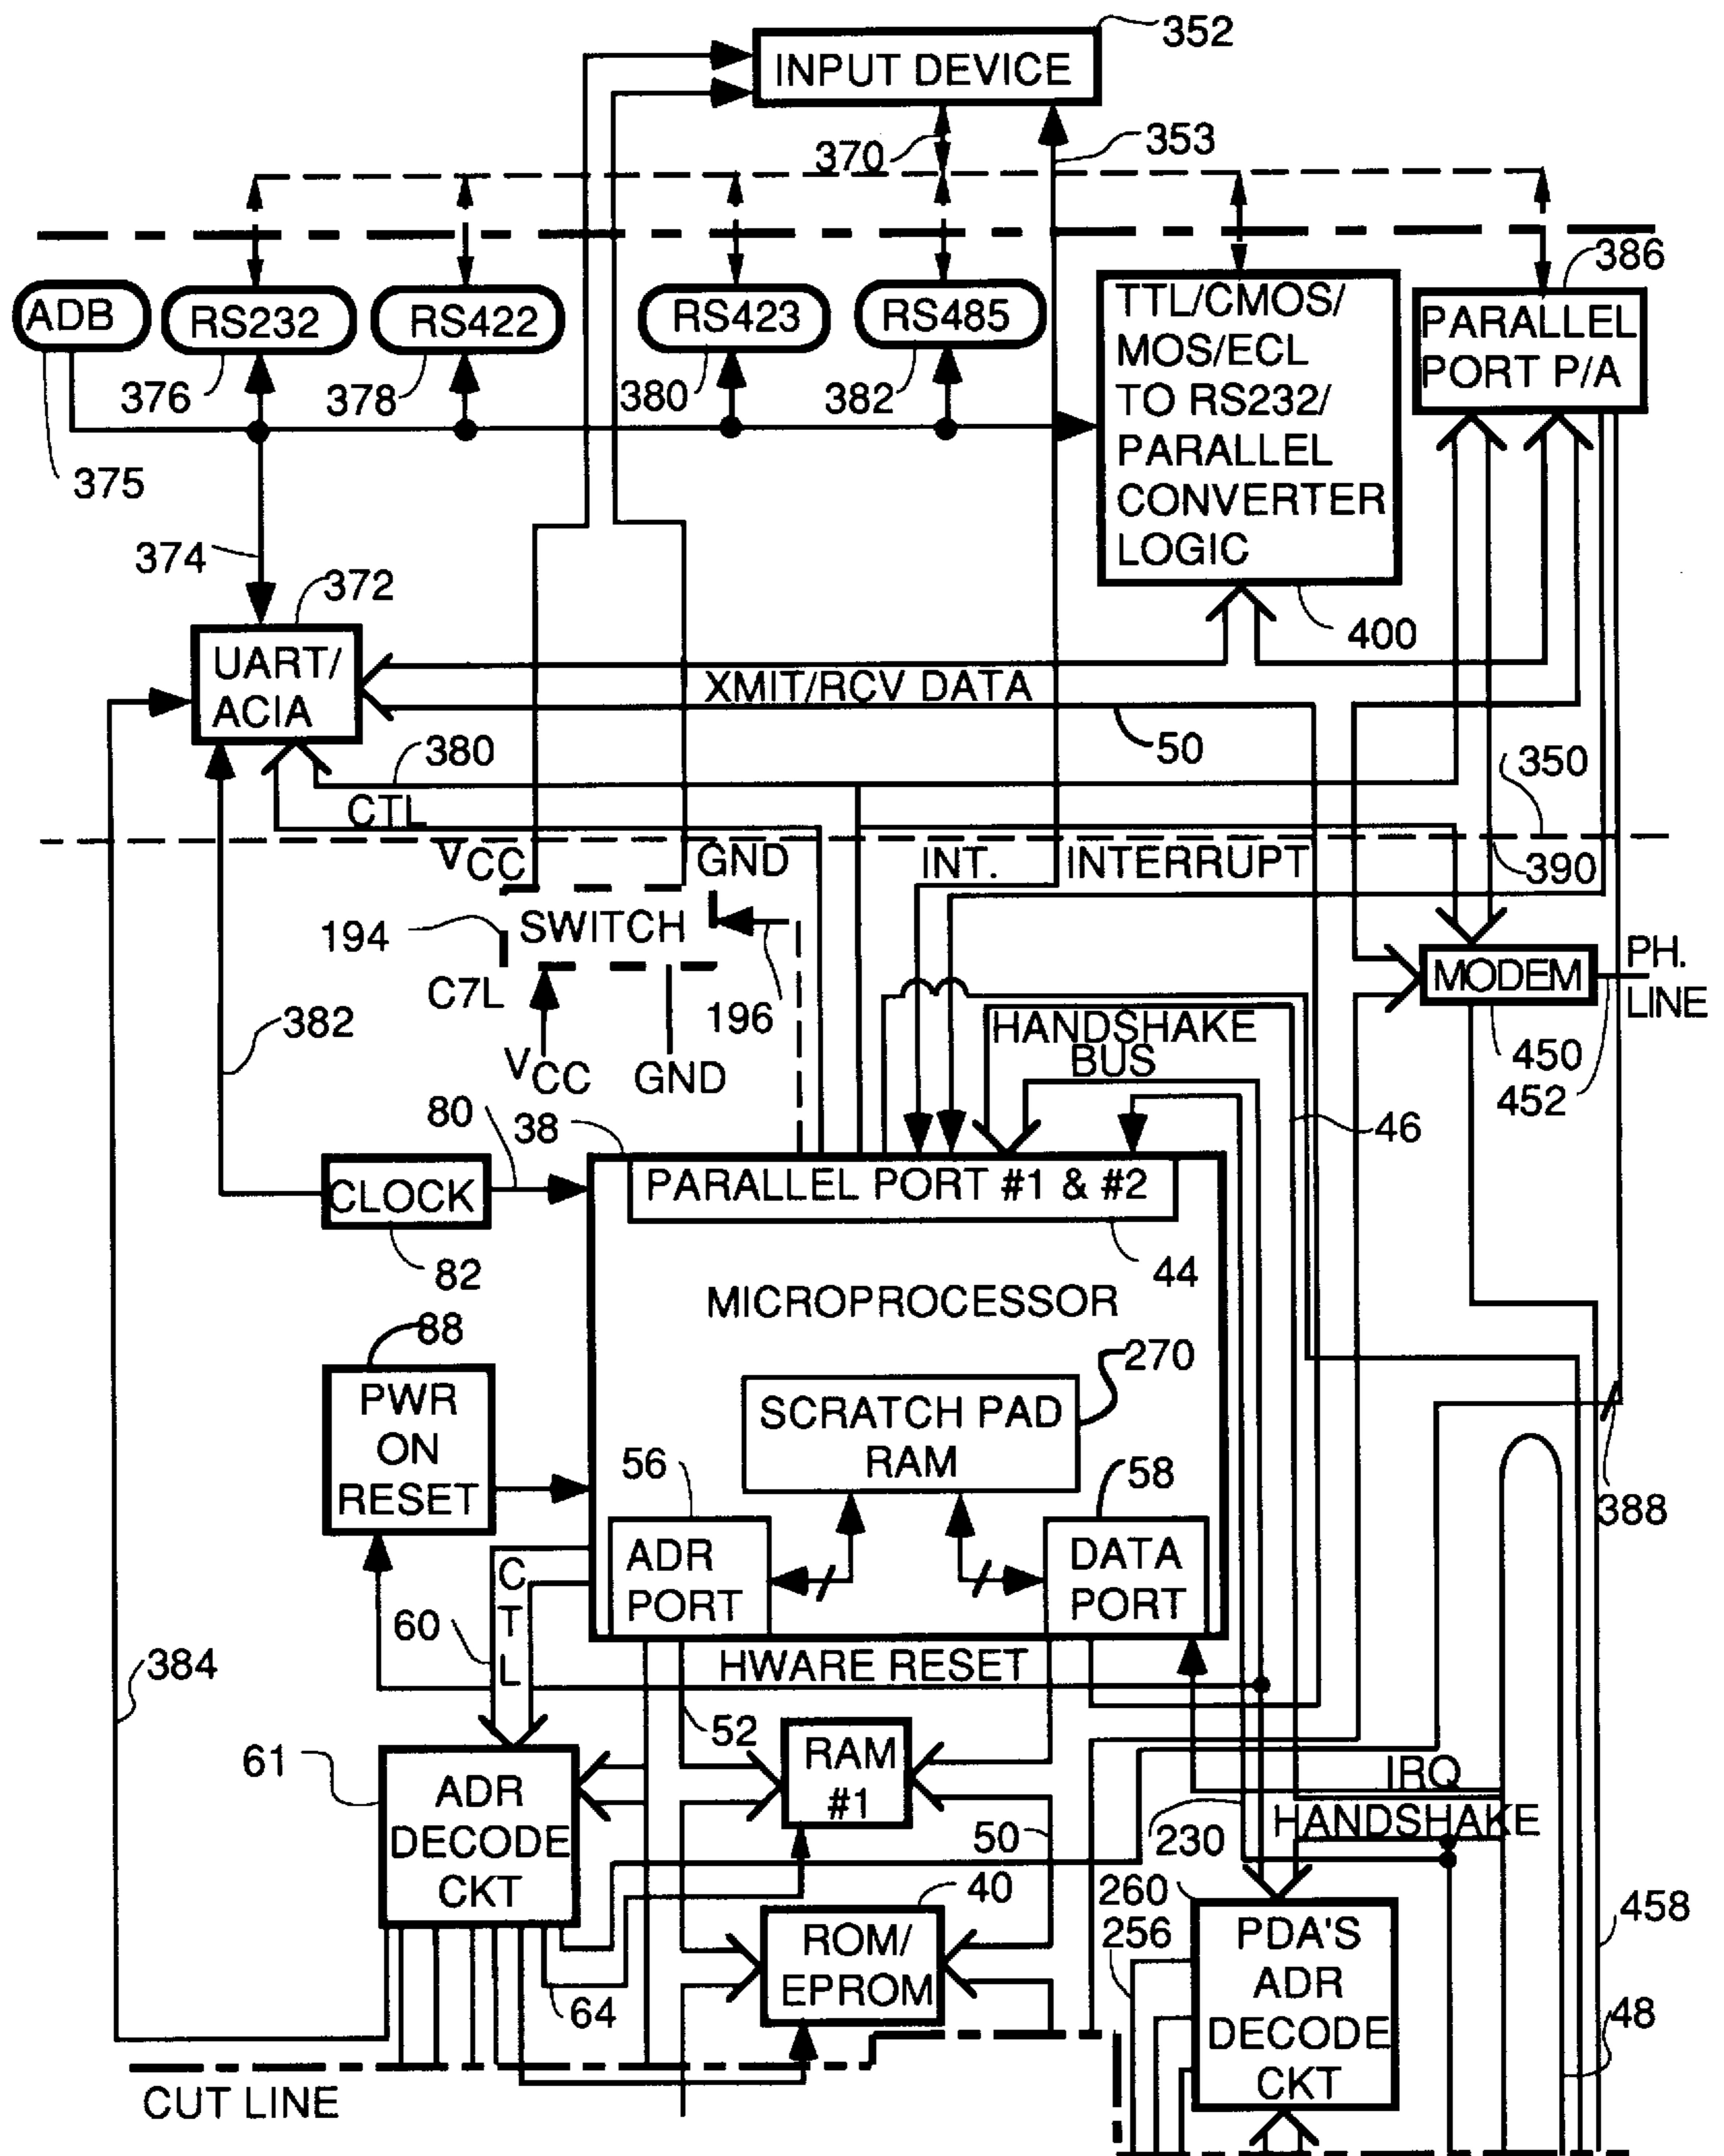 352
INPUT DEVICE
370
353
386
ADB
RS232
RS422
RS423
RS485
TTL/CMOS/
MOS/ECL
TO RS232/
PARALLEL
CONVERTER
LOGIC
PARALLEL
PORT P/A
376
378
380
382
375
374
372
400
UART/
ACIA
XMIT/RCV DATA
50
380
350
CTL
VCC
GND
INT.
INTERRUPT
390
194
SWITCH
C7L
196
MODEM
PH.
LINE
382
VCC
GND
HANDSHAKE
BUS
450
452
80
38
46
CLOCK
PARALLEL PORT #1 & #2
82
44
MICROPROCESSOR
88
270
PWR
ON
RESET
SCRATCH PAD
RAM
56
58
388
ADR
PORT
DATA
PORT
CTL
60
HWARE RESET
384
52
61
RAM
#1
ADR
DECODE
CKT
IRQ
HANDSHAKE
50
230
40
260
256
458
ROM/
EPROM
PDA'S
ADR
DECODE
CKT
64
48
CUT LINE